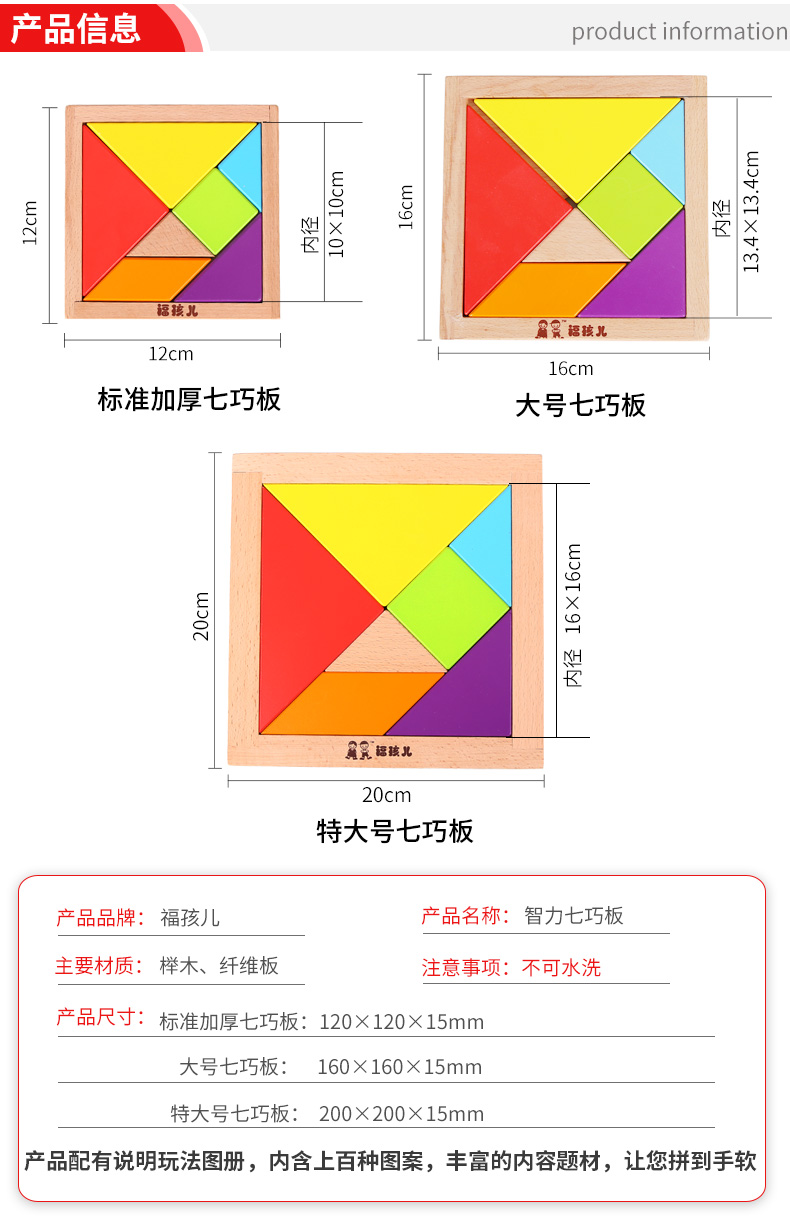 产品信息
product information
12cm
内径
10×10cm
福孩儿
12cm
标准加厚七巧板
16cm
内径
13.4×13.4cm
福孩儿
16cm
大号七巧板
20cm
内径 16×16cm
福孩儿
20cm
特大号七巧板
产品品牌： 福孩儿
产品名称： 智力七巧板
主要材质： 榉木、纤维板
注意事项：不可水洗
产品尺寸： 标准加厚七巧板：120×120×15mm
大号七巧板： 160×160×15mm
特大号七巧板： 200×200×15mm
产品配有说明玩法图册，内含上百种图案，丰富的内容题材，让您拼到手软